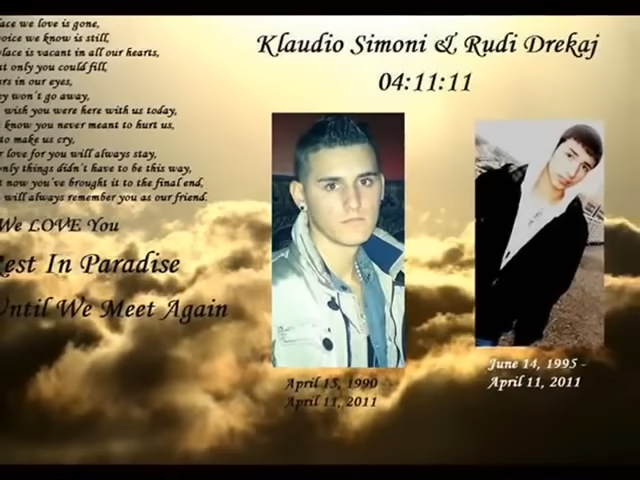 face we love is gone,
voice we know is still,
place is vacant in all our hearts,
at only you could fill,
in our eyes,
won't go away,
wish you were here with us today,
know you never meant to hurt us,
to make us cry,
love for you will always stay,
only things didn't have to be this way,
now you've brought it to the final end,
will always remember you as our friend.
We LOVE You
Rest In Paradise
Until We Meet Again
Klaudio Simoni & Rudi Drekaj
04:11:11
April 15, 1990
April 11, 2011
June 14, 1995 -
April 11, 2011